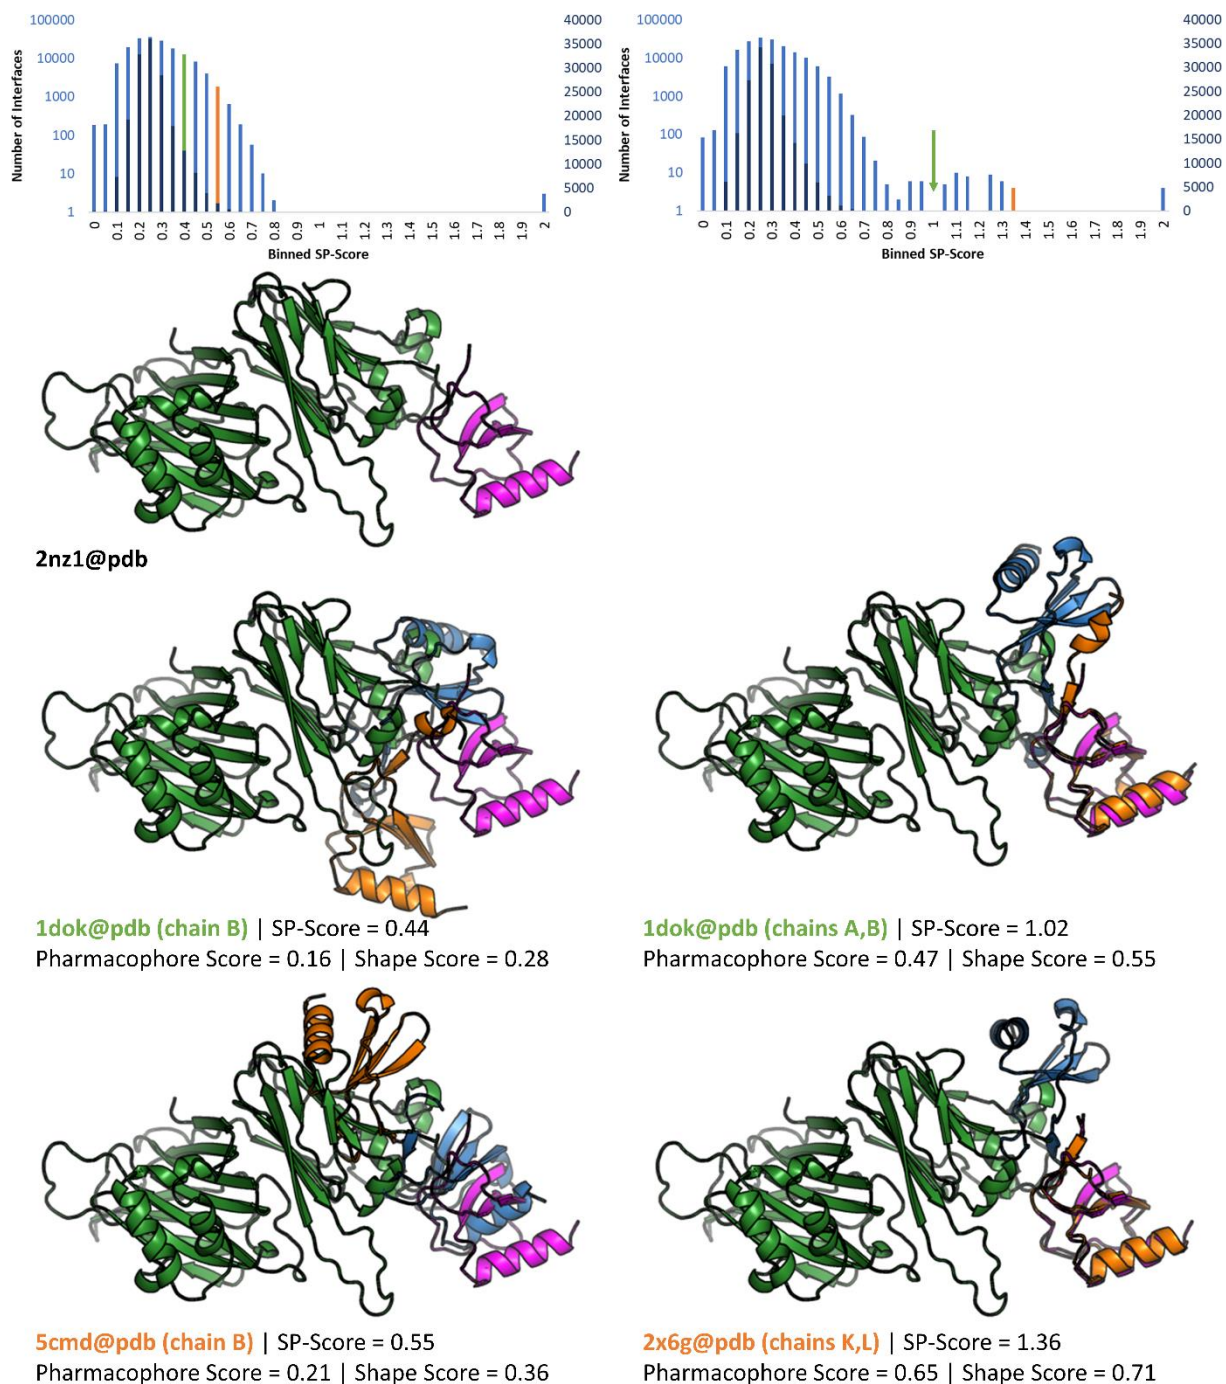 100000
10000
1000
100
10
1
Number of Interfaces
40000
35000
30000
25000
20000
15000
10000
5000
0
0 0.1 0.2 0.3 0.4 0.5 0.6 0.7 0.8 0.9 1 1.1 1.2 1.3 1.4 1.5 1.6 1.7 1.8 1.9 2
Binned SP-Score
100000
10000
1000
100
10
1
Number of Interfaces
40000
35000
30000
25000
20000
15000
10000
5000
0
0 0.1 0.2 0.3 0.4 0.5 0.6 0.7 0.8 0.9 1 1.1 1.2 1.3 1.4 1.5 1.6 1.7 1.8 1.9 2
Binned SP-Score
2nz1@pdb
1dok@pdb (chain B) | SP-Score = 0.44
Pharmacophore Score = 0.16 | Shape Score = 0.28
1dok@pdb (chains A,B) | SP-Score = 1.02
Pharmacophore Score = 0.47 | Shape Score = 0.55
5cmd@pdb (chain B) | SP-Score = 0.55
Pharmacophore Score = 0.21 | Shape Score = 0.36
2x6g@pdb (chains K,L) | SP-Score = 1.36
Pharmacophore Score = 0.65 | Shape Score = 0.71